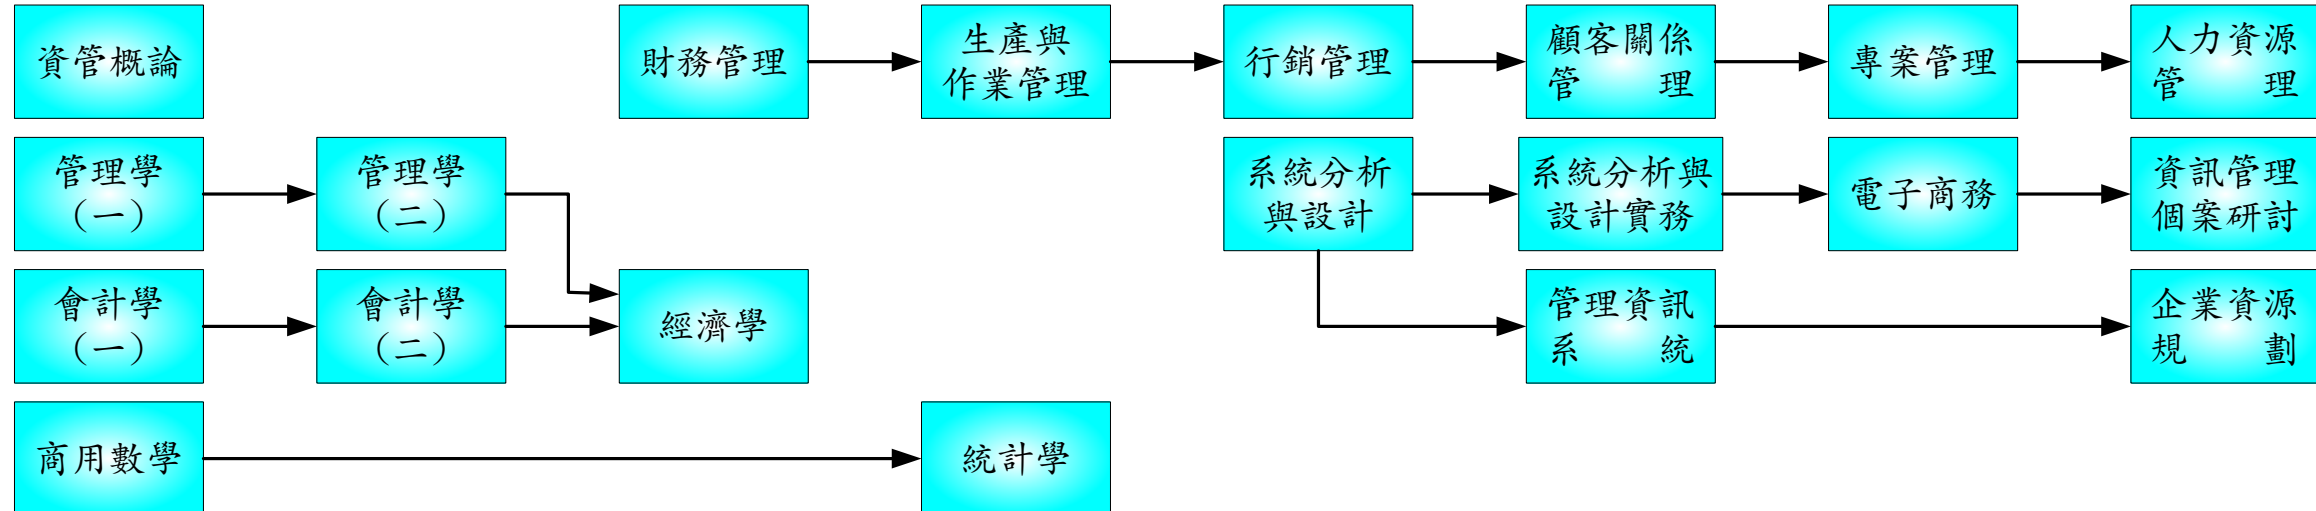 資管概論
財務管理
生產與
作業管理
行銷管理
顧客關係
管理
專案管理
人力資源
管理
管理學
(一)
管理學
(二)
系統分析
與設計
系統分析與
設計實務
電子商務
資訊管理
個案研討
會計學
(一)
會計學
(二)
經濟學
管理資訊
系統
企業資源
規劃
商用數學
統計學